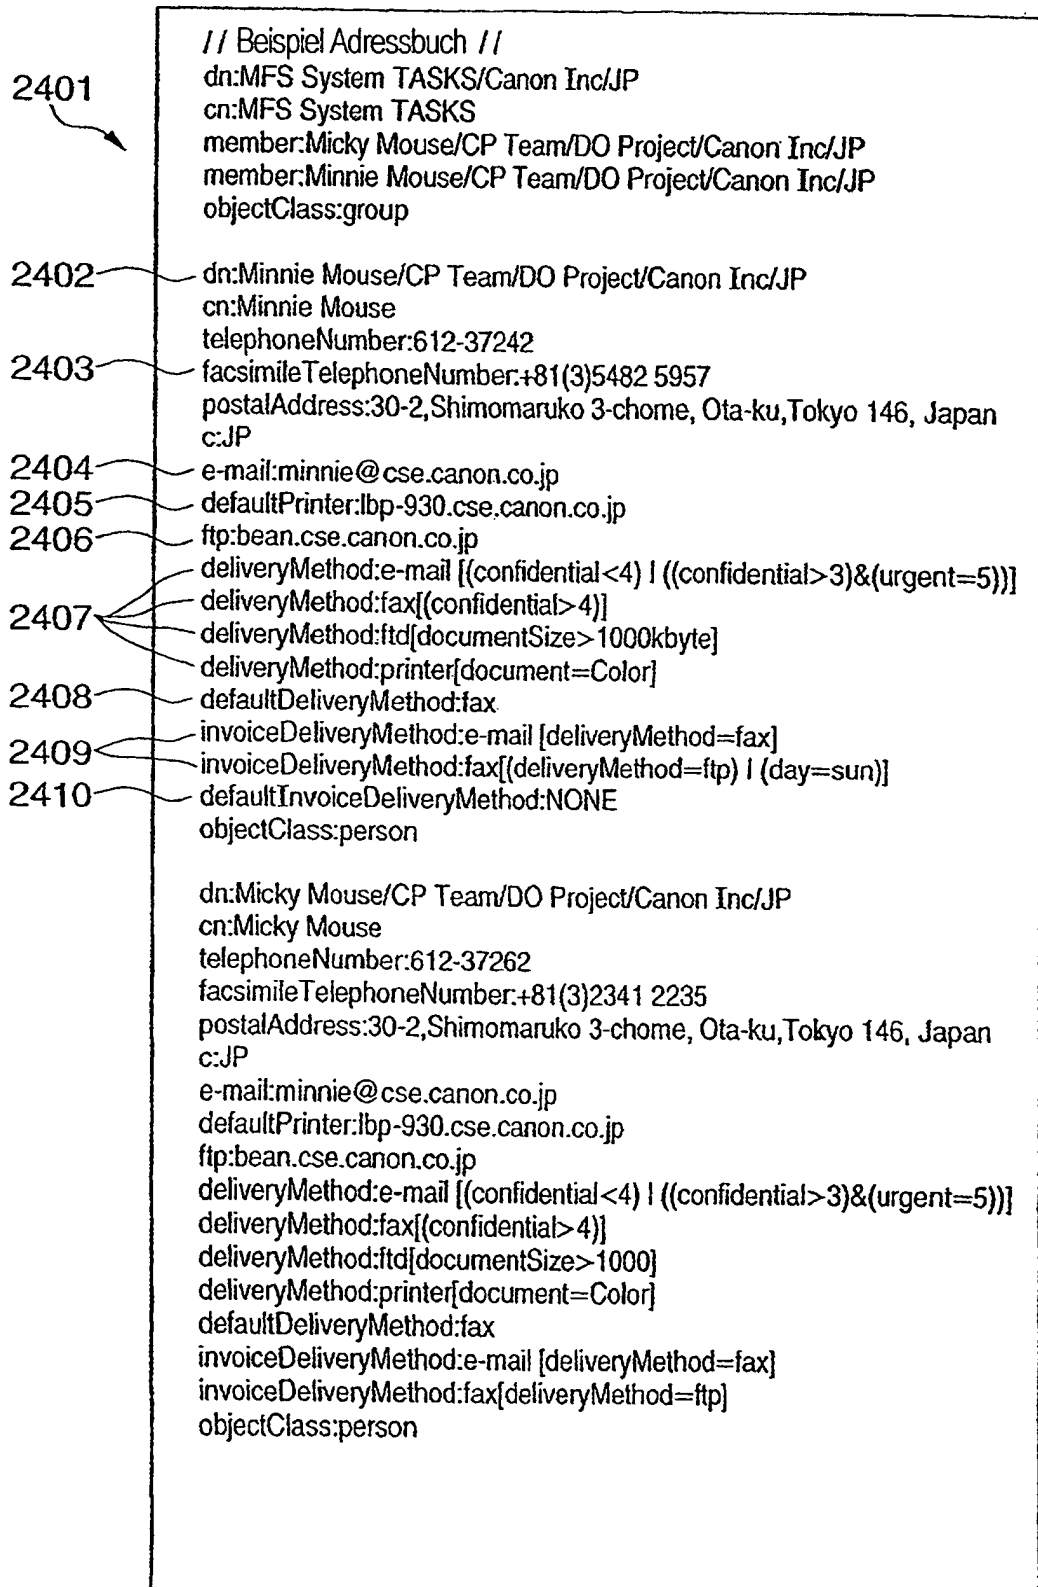 // Beispiel Adressbuch //
2401
dn:MFS System TASKS/Canon Inc/JP
cn:MFS System TASKS
member:Micky Mouse/CP Team/DO Project/Canon Inc/JP
member:Minnie Mouse/CP Team/DO Project/Canon Inc/JP
objectClass:group
2402 dn:Minnie Mouse/CP Team/DO Project/Canon Inc/JP
cn:Minnie Mouse
telephoneNumber:612-37242
2403 facsimileTelephoneNumber:+81(3)5482 5957
postalAddress:30-2,Shimomaruko 3-chome, Ota-ku,Tokyo 146, Japan
c:JP
2404 e-mail:minnie@cse.canon.co.jp
2405 defaultPrinter:lbp-930.cse.canon.co.jp
2406 ftp:bean.cse.canon.co.jp
deliveryMethod:e-mail [(confidential<4) | ((confidential>3)&(urgent=5))]
2407 deliveryMethod:fax[(confidential>4)]
deliveryMethod:ftd[documentSize>1000kbyte]
deliveryMethod:printer[document=Color]
2408 defaultDeliveryMethod:fax
2409 invoiceDeliveryMethod:e-mail [deliveryMethod=fax]
invoiceDeliveryMethod:fax[(deliveryMethod=ftp) | (day=sun)]
2410 defaultInvoiceDeliveryMethod:NONE
objectClass:person
dn:Micky Mouse/CP Team/DO Project/Canon Inc/JP
cn:Micky Mouse
telephoneNumber:612-37262
facsimileTelephoneNumber:+81(3)2341 2235
postalAddress:30-2,Shimomaruko 3-chome, Ota-ku,Tokyo 146, Japan
c:JP
e-mail:minnie@cse.canon.co.jp
defaultPrinter:lbp-930.cse.canon.co.jp
ftp:bean.cse.canon.co.jp
deliveryMethod:e-mail [(confidential<4) | ((confidential>3)&(urgent=5))]
deliveryMethod:fax[(confidential>4)]
deliveryMethod:ftd[documentSize>1000]
deliveryMethod:printer[document=Color]
defaultDeliveryMethod:fax
invoiceDeliveryMethod:e-mail [deliveryMethod=fax]
invoiceDeliveryMethod:fax[deliveryMethod=ftp]
objectClass:person